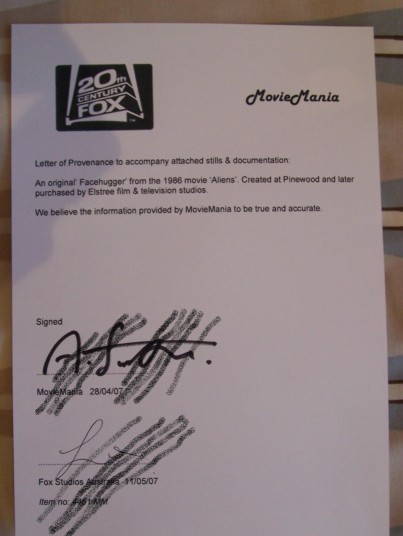 20th
CENTURY
FOX
MovieMania
Letter of Provenance to accompany attached stills & documentation:
An original' Facehugger' from the 1986 movie 'Aliens'. Created at Pinewood and later
purchased by Elstree film & television studios.
We believe the information provided by MovieMania to be true and accurate.
Signed
MovieMania 28/04/07
Fox Studios Australia 11/05/07
Item no: